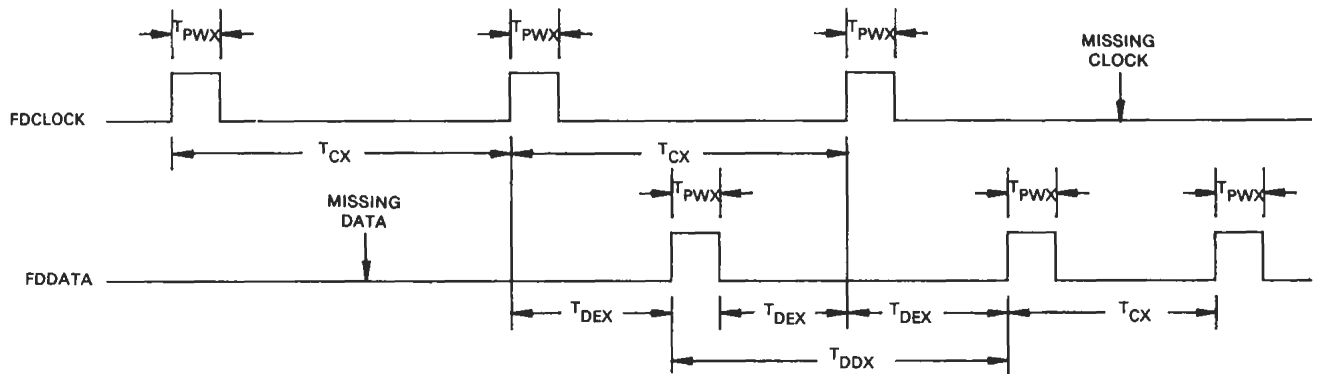 TPWX TPWX TPWX
MISSING
CLOCK
FDCLOCK
TCX TCX
TPWX TPWX TPWX
MISSING
DATA
FDDATA
TDEX TDEX TDEX TCX
TDDX